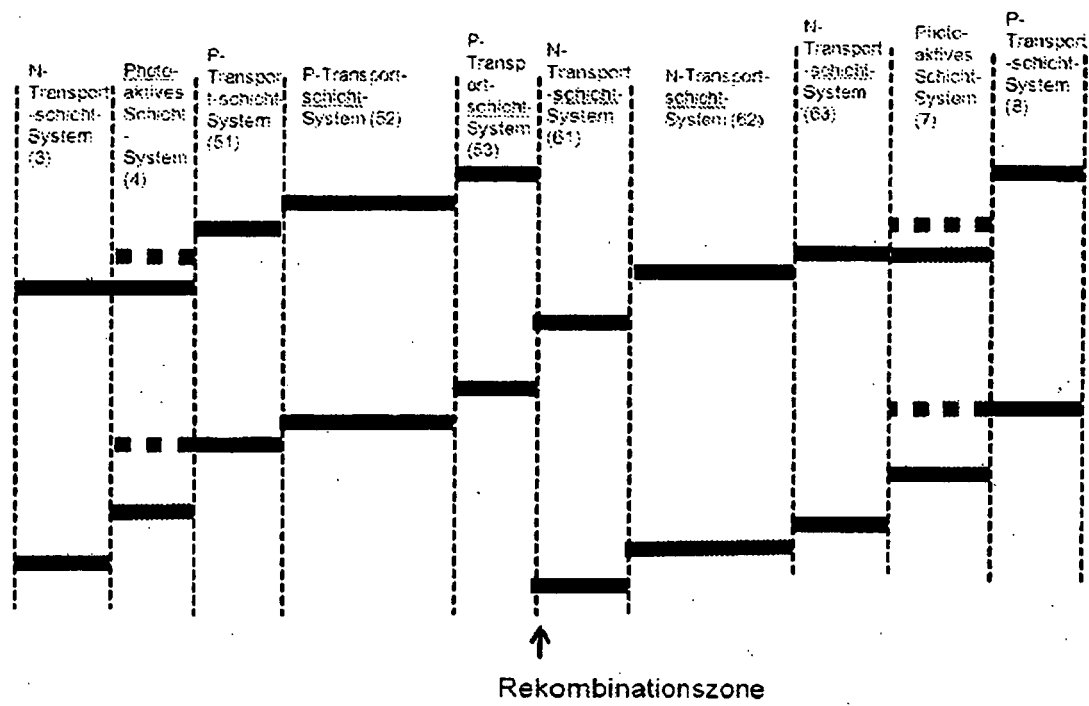 N-
Transport
-schicht-
System
(3)
Photo-
aktives
Schicht
-
System
(4)
P-
Transpor
t-schicht-
System
(51)
P-Transport-
schicht-
System (52)
P-
Transp
ort-
schicht-
System
(53)
N-
Transport
-schicht-
System
(61)
N-Transport-
schicht-
System (62)
N-
Transport
-schicht-
System
(63)
Photo-
aktives
Schicht-
System
(7)
P-
Transport
-schicht-
System
(8)
Rekombinationszone